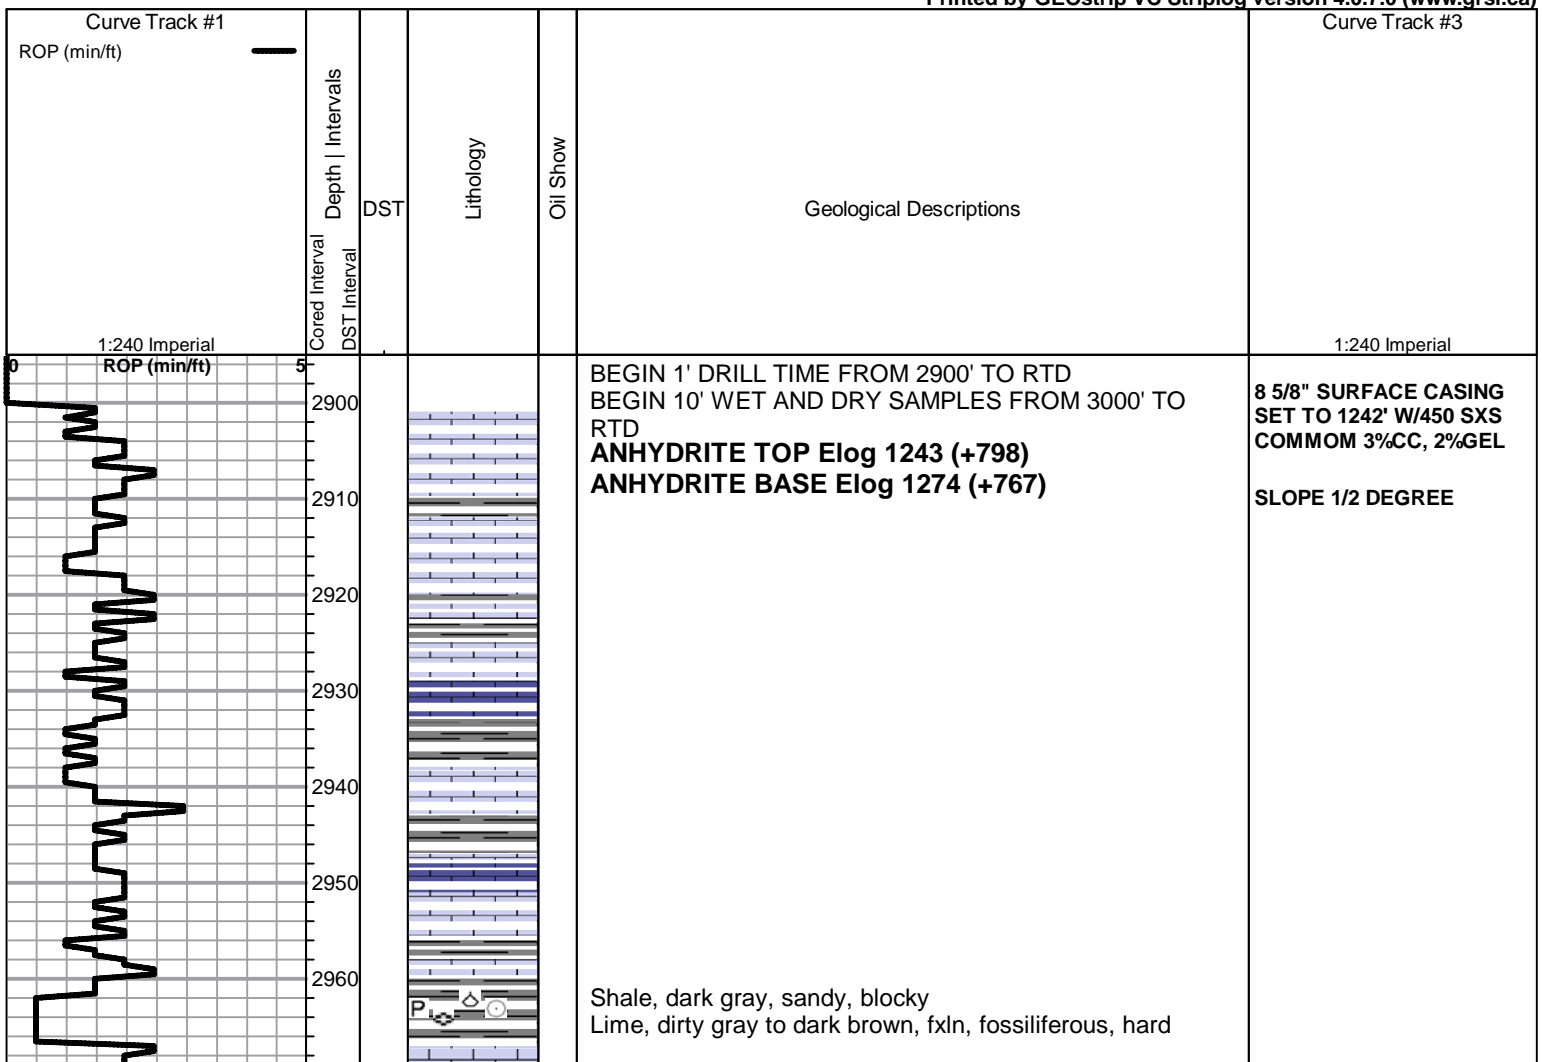 Printed by GEOstrip VC Striplog version 4.0.7.0 (www.grsi.ca)
Curve Track #1
ROP (min/ft)
1:240 Imperial
Depth | Intervals
Cored Interval
DST Interval
DST
Lithology
Oil Show
Geological Descriptions
Curve Track #3
1:240 Imperial
0 ROP (min/ft) 5
2900
2910
2920
2930
2940
2950
2960
P
BEGIN 1' DRILL TIME FROM 2900' TO RTD
BEGIN 10' WET AND DRY SAMPLES FROM 3000' TO
RTD
ANHYDRITE TOP Elog 1243 (+798)
ANHYDRITE BASE Elog 1274 (+767)
Shale, dark gray, sandy, blocky
Lime, dirty gray to dark brown, fxln, fossiliferous, hard
8 5/8" SURFACE CASING
SET TO 1242' W/450 SXS
COMMOM 3%CC, 2%GEL
SLOPE 1/2 DEGREE